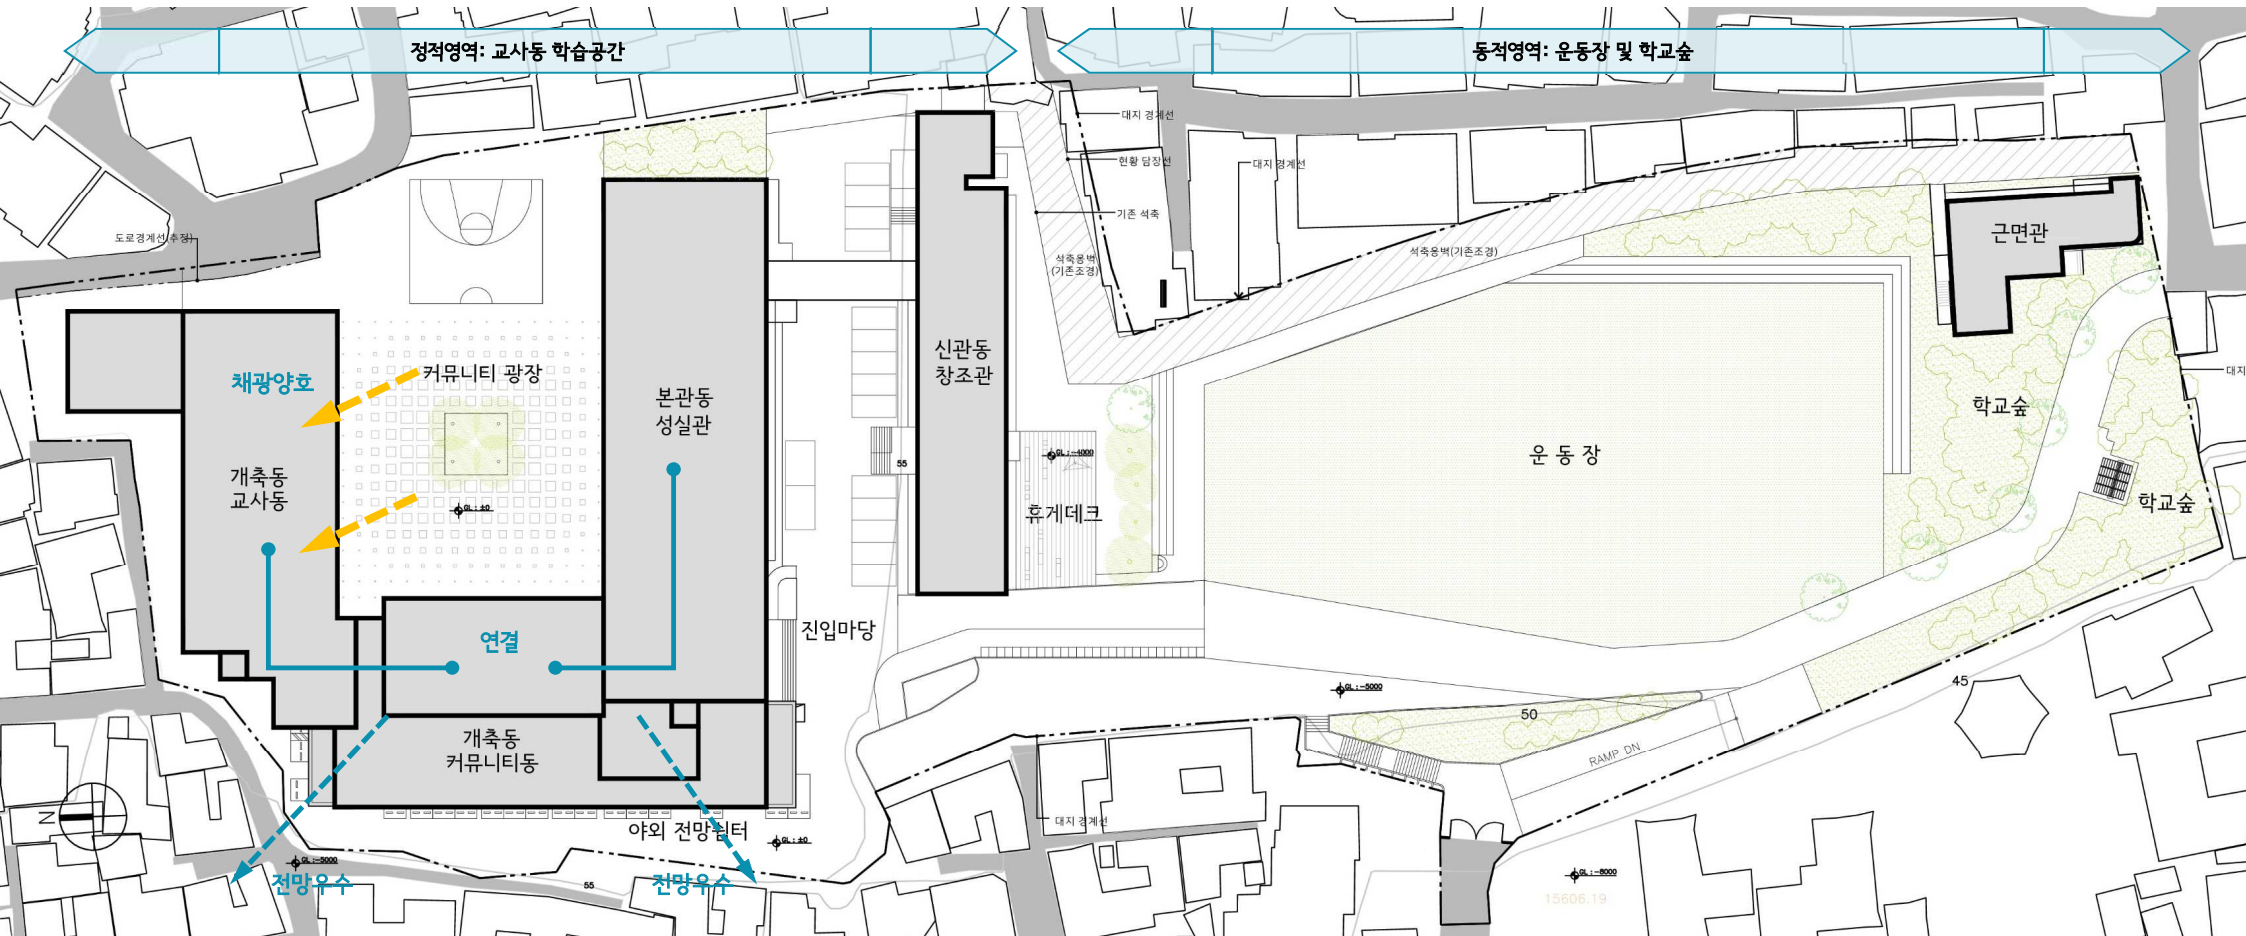 정적영역: 교사동 학습공간
동적영역: 운동장 및 학교숲
대지 경계선
현황 담장선
대지 경계선
기존 석축
도로경계선(추정)
근면관
석축옹벽
(기존조경)
석축옹벽(기존조경)
신관동
창조관
채광양호
커뮤니티 광장
본관동
성실관
대지
학교숲
운 동 장
GL : -4000
55
개축동
교사동
GL : ±0
휴게데크
학교숲
진입마당
연결
45
GL : -5000
50
개축동
커뮤니티동
RAMP DN
N
야외 전망쉼터
대지 경계선
GL : ±0
GL : -5000
전망우수
55
전망우수
GL : -8000
15606.19